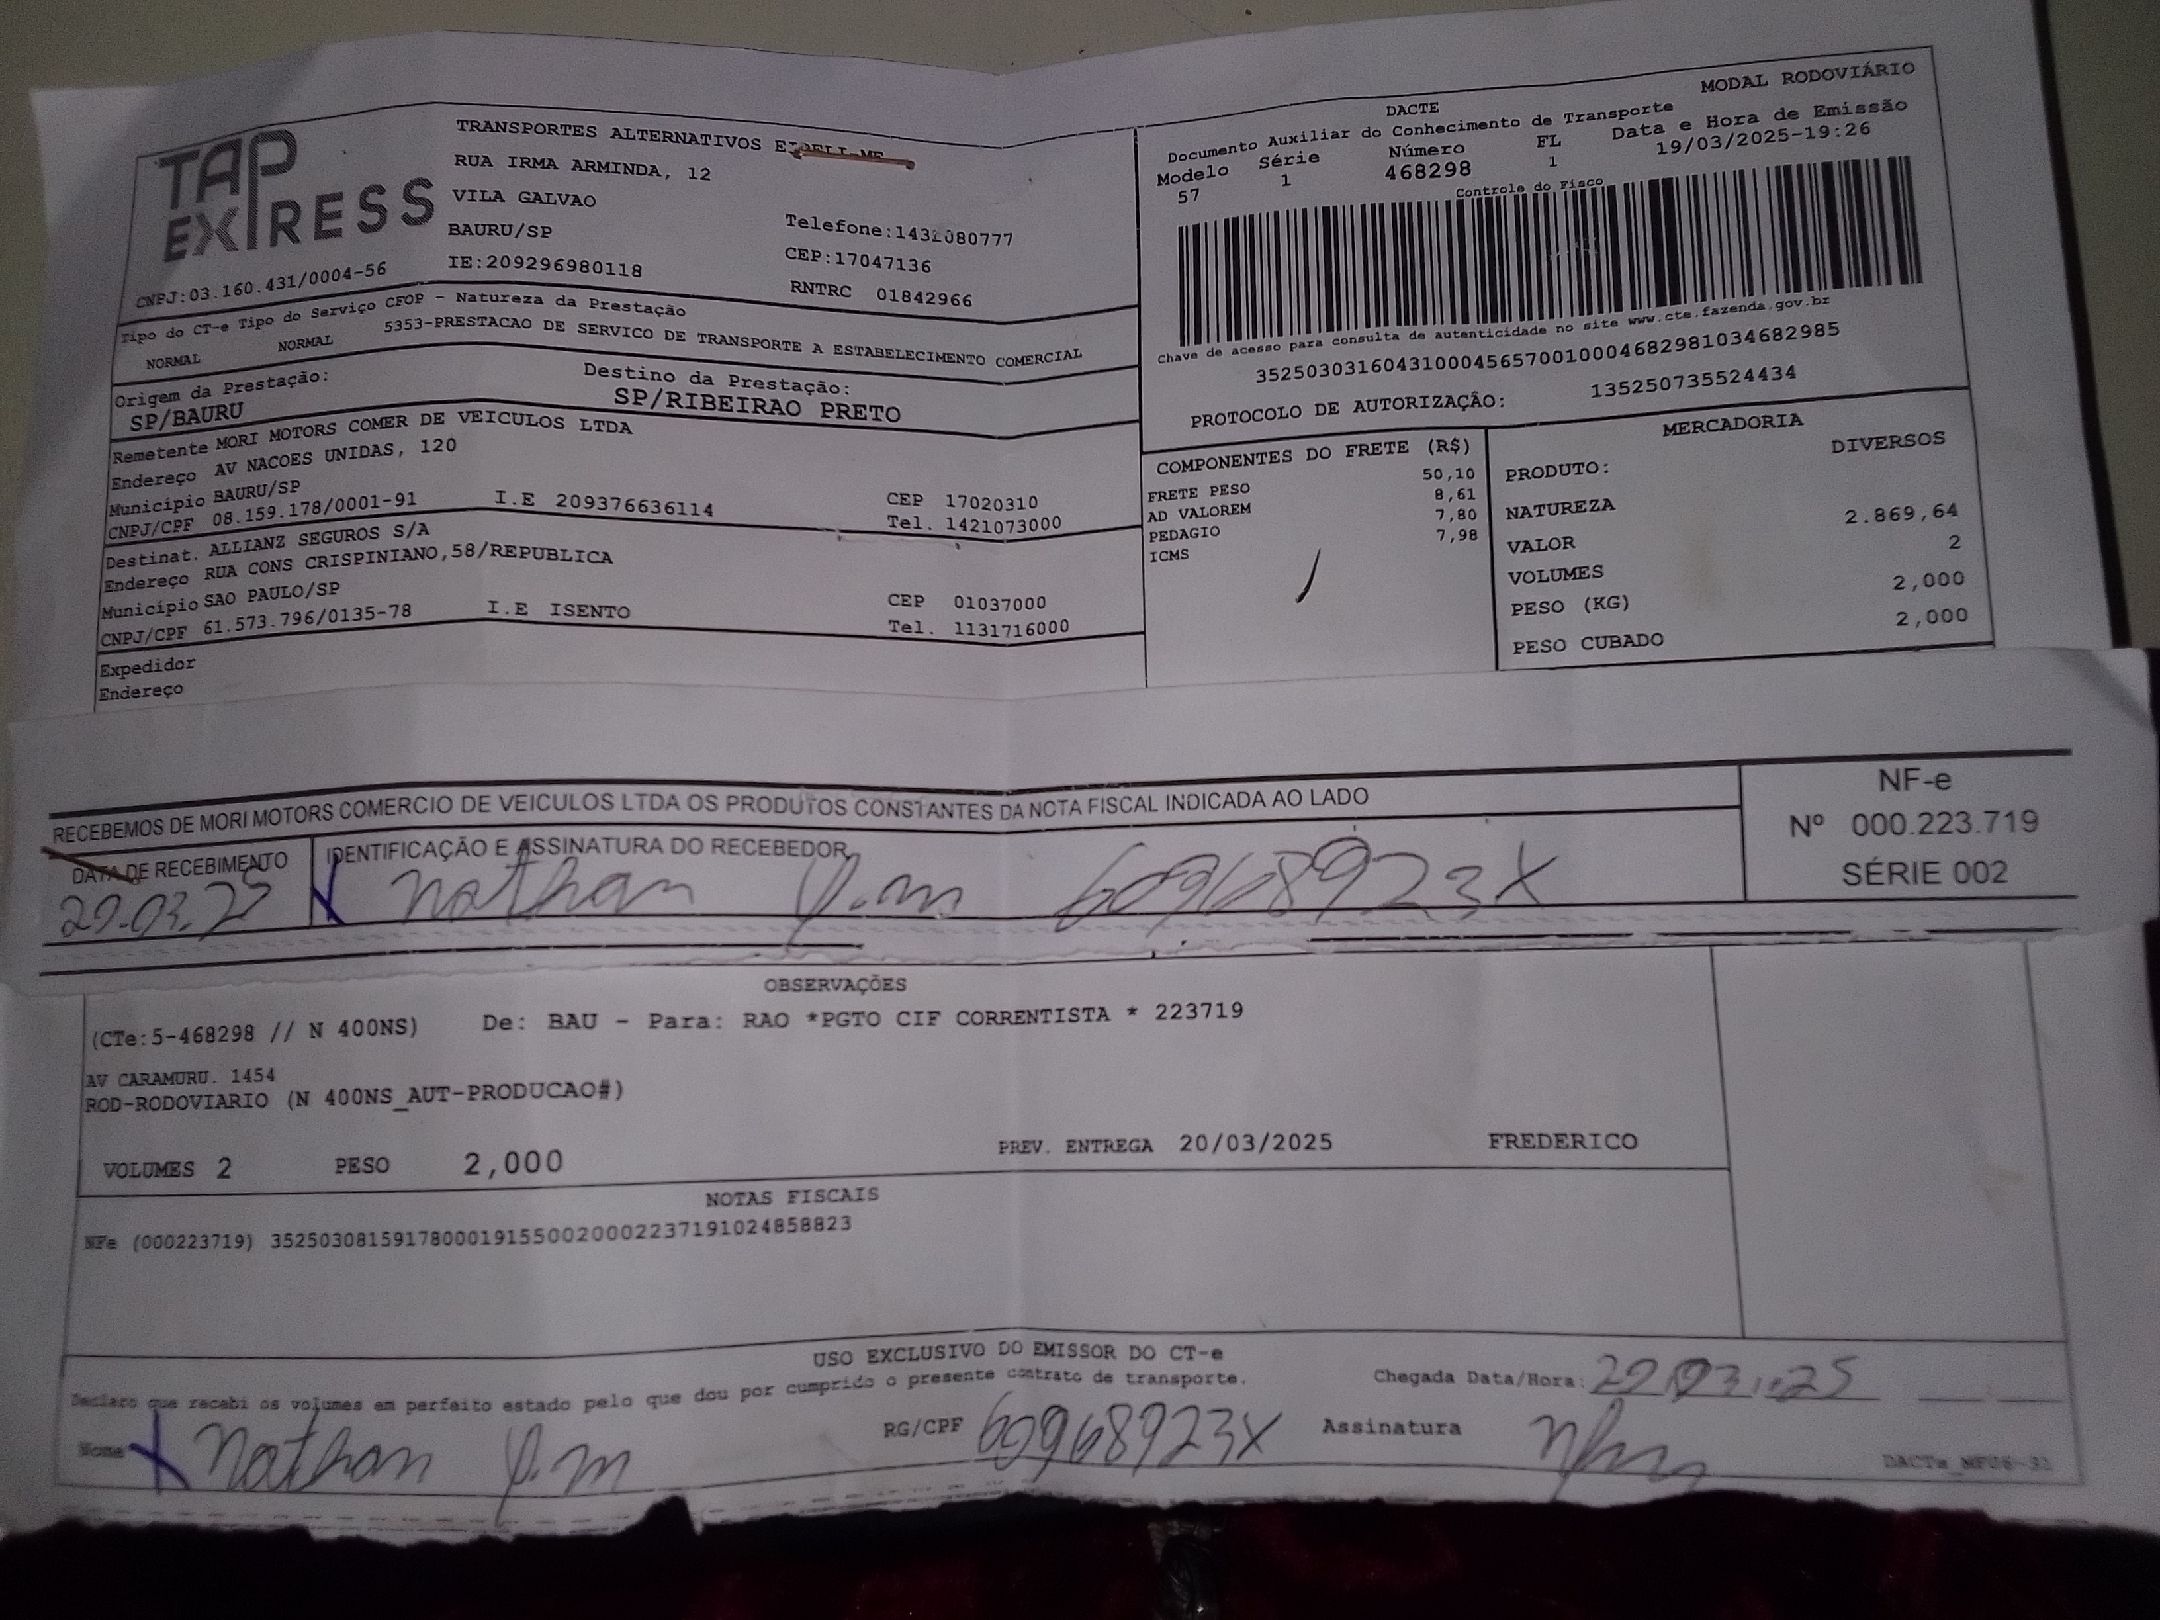 TAP EXPRESS
TRANSPORTES ALTERNATIVOS
RUA IRMA ARMINDA, 12
VILA GALVAO
BAURU/SP Telefone:1432080777
IE:209296980118 CEP:17047136
CNPJ:03.160.431/0004-56 RNTRC 01842966
Tipo do CT-e Tipo do Serviço CFOP - Natureza da Prestação
NORMAL NORMAL 5353-PRESTACAO DE SERVICO DE TRANSPORTE A ESTABELECIMENTO COMERCIAL
Origem da Prestação: Destino da Prestação:
SP/BAURU SP/RIBEIRAO PRETO
Remetente MORI MOTORS COMER DE VEICULOS LTDA
Endereço AV NACOES UNIDAS, 120
Município BAURU/SP CEP 17020310
CNPJ/CPF 08.159.178/0001-91 I.E 209376636114 Tel. 1421073000
Destinat. ALLIANZ SEGUROS S/A
Endereço RUA CONS CRISPINIANO,58/REPUBLICA
Município SAO PAULO/SP CEP 01037000
CNPJ/CPF 61.573.796/0135-78 I.E ISENTO Tel. 1131716000
Expedidor
Endereço
DACTE MODAL RODOVIÁRIO
Documento Auxiliar do Conhecimento de Transporte
Modelo Série Número FL Data e Hora de Emissão
57 1 468298 1 19/03/2025-19:26
Controle do Fisco
Chave de acesso para consulta de autenticidade no site www.cte.fazenda.gov.br
35250303160431000456570010004682981034682985
PROTOCOLO DE AUTORIZAÇÃO: 135250735524434
COMPONENTES DO FRETE (R$)
FRETE PESO 50,10
AD VALOREM 8,61
PEDAGIO 7,80
ICMS 7,98
MERCADORIA
PRODUTO: DIVERSOS
NATUREZA
VALOR 2.869,64
VOLUMES 2
PESO (KG) 2,000
PESO CUBADO 2,000
RECEBEMOS DE MORI MOTORS COMERCIO DE VEICULOS LTDA OS PRODUTOS CONSTANTES DA NOTA FISCAL INDICADA AO LADO
NF-e
Nº 000.223.719
SÉRIE 002
DATA DE RECEBIMENTO IDENTIFICAÇÃO E ASSINATURA DO RECEBEDOR
20.03.25 X Nathan P.m 60968923X
OBSERVAÇÕES
(CTe:5-468298 // N 400NS) De: BAU - Para: RAO *PGTO CIF CORRENTISTA * 223719
AV CARAMURU. 1454
ROD-RODOVIARIO (N 400NS_AUT-PRODUCAO#)
VOLUMES 2 PESO 2,000 PREV. ENTREGA 20/03/2025 FREDERICO
NOTAS FISCAIS
NFe (000223719) 35250308159178000191550020002237191024858823
USO EXCLUSIVO DO EMISSOR DO CT-e
Declaro que recebi os volumes em perfeito estado pelo que dou por cumprido o presente contrato de transporte. Chegada Data/Hora: 20 03 25
Nome X Nathan P.m RG/CPF 60968923X Assinatura